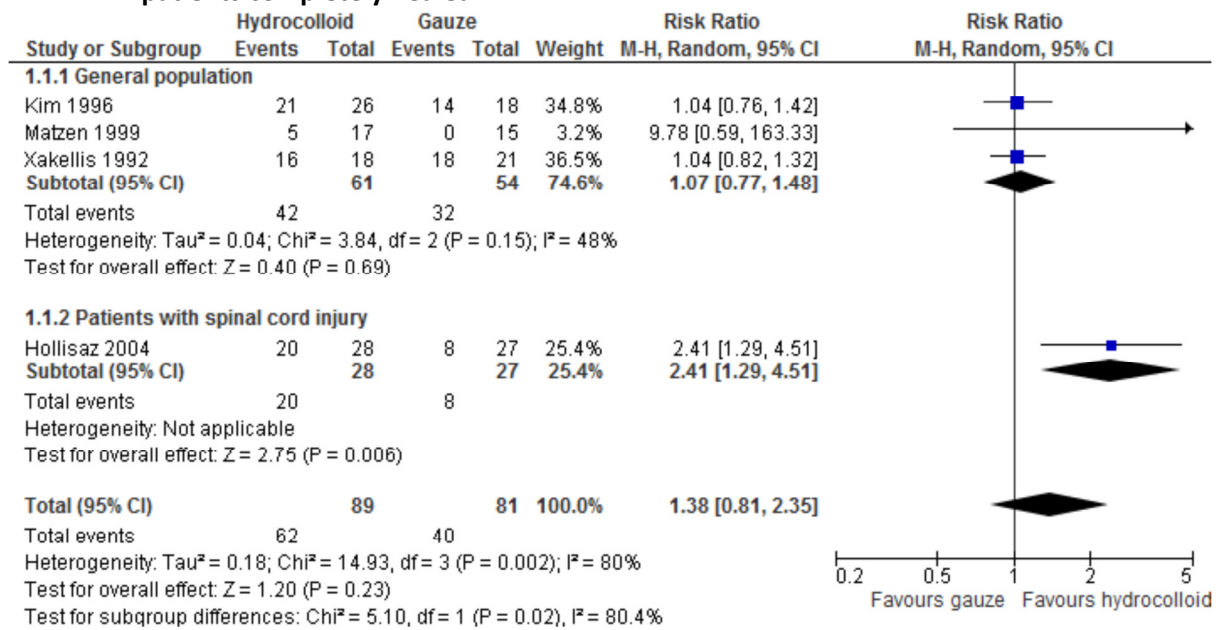 Hydrocolloid Gauze Risk Ratio Risk Ratio
Study or Subgroup Events Total Events Total Weight M-H, Random, 95% CI M-H, Random, 95% CI
1.1.1 General population
Kim 1996 21 26 14 18 34.8% 1.04 [0.76, 1.42]
Matzen 1999 5 17 0 15 3.2% 9.78 [0.59, 163.33]
Xakellis 1992 16 18 18 21 36.5% 1.04 [0.82, 1.32]
Subtotal (95% CI) 61 54 74.6% 1.07 [0.77, 1.48]
Total events 42 32
Heterogeneity: Tau² = 0.04; Chi² = 3.84, df = 2 (P = 0.15); I² = 48%
Test for overall effect: Z = 0.40 (P = 0.69)
1.1.2 Patients with spinal cord injury
Hollisaz 2004 20 28 8 27 25.4% 2.41 [1.29, 4.51]
Subtotal (95% CI) 28 27 25.4% 2.41 [1.29, 4.51]
Total events 20 8
Heterogeneity: Not applicable
Test for overall effect: Z = 2.75 (P = 0.006)
Total (95% CI) 89 81 100.0% 1.38 [0.81, 2.35]
Total events 62 40
Heterogeneity: Tau² = 0.18; Chi² = 14.93, df = 3 (P = 0.002); I² = 80%
Test for overall effect: Z = 1.20 (P = 0.23)
Test for subgroup differences: Chi² = 5.10, df = 1 (P = 0.02), I² = 80.4%
0.2 0.5 1 2 5
Favours gauze Favours hydrocolloid